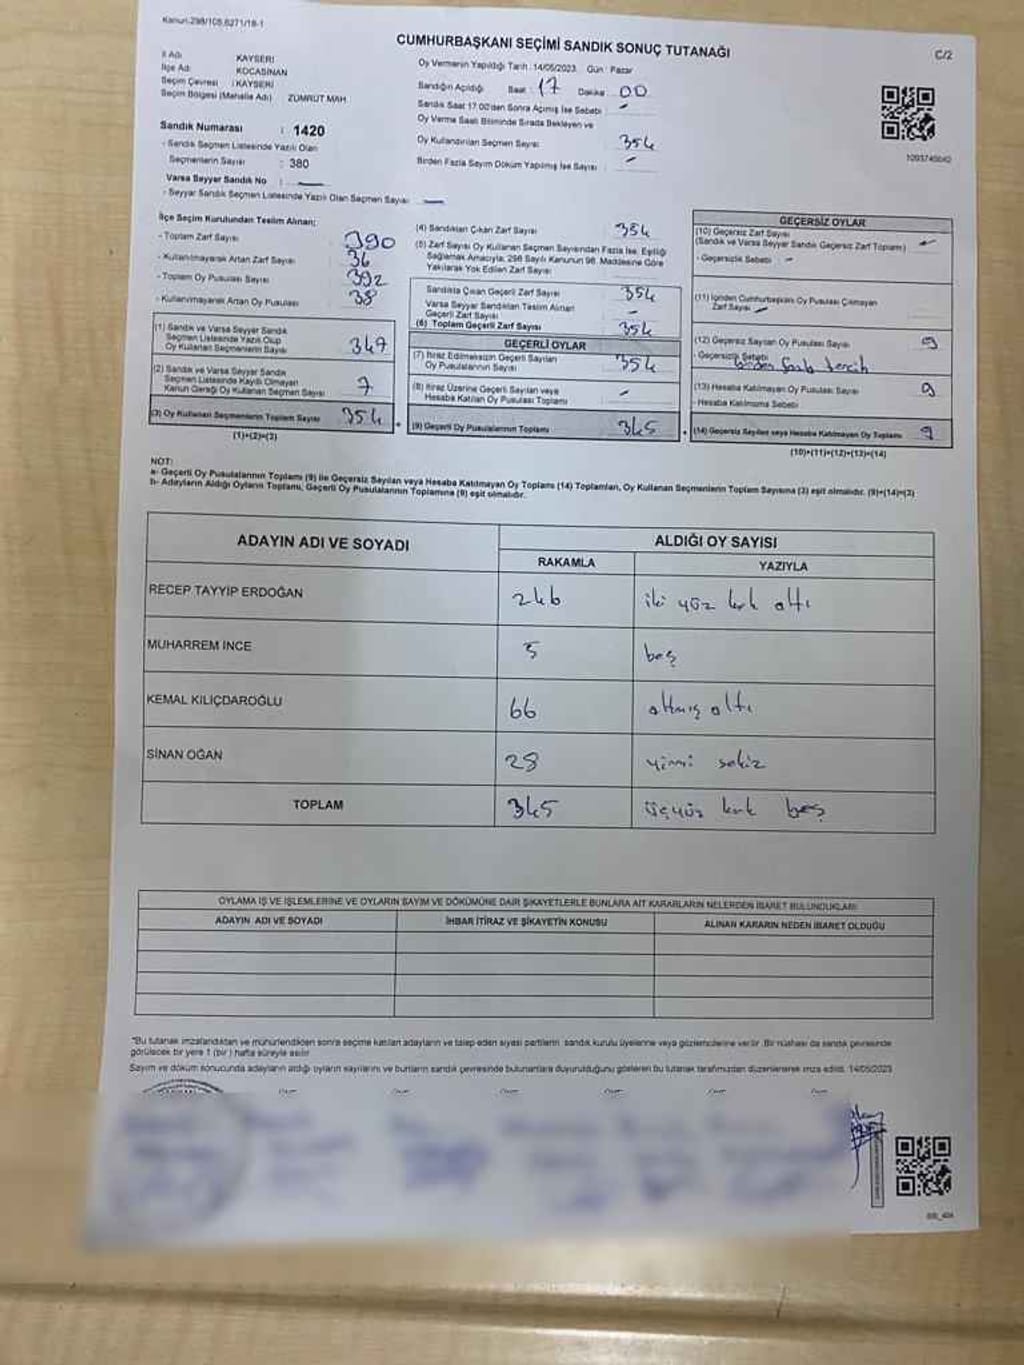 Kanun:298/105,6271/18-1
CUMHURBAŞKANI SEÇİMİ SANDIK SONUÇ TUTANAĞI
C/2
İl Adı KAYSERİ
İlçe Adı KOCASİNAN
Seçim Çevresi : KAYSERİ
Seçim Bölgesi (Mahalle Adı) ZÜMRÜT MAH.
Sandık Numarası : 1420
- Sandık Seçmen Listesinde Yazılı Olan
Seçmenlerin Sayısı : 380
Varsa Seyyar Sandık No :
- Seyyar Sandık Seçmen Listesinde Yazılı Olan Seçmen Sayısı
Oy Vermenin Yapıldığı Tarih :14/05/2023 Gün : Pazar
Sandığın Açıldığı Saat : 17 Dakika : 00
Sandık Saat 17:00'den Sonra Açılmış İse Sebebi : -
Oy Verme Saati Bitiminde Sırada Bekleyen ve
Oy Kullandırılan Seçmen Sayısı 354
Birden Fazla Sayım Döküm Yapılmış İse Sayısı : -
1093745042
İlçe Seçim Kurulundan Teslim Alınan;
- Toplam Zarf Sayısı 390
- Kullanılmayarak Artan Zarf Sayısı 36
- Toplam Oy Pusulası Sayısı 392
- Kullanılmayarak Artan Oy Pusulası 38
(1) Sandık ve Varsa Seyyar Sandık
Seçmen Listesinde Yazılı Olup
Oy Kullanan Seçmenlerin Sayısı 347
(2) Sandık ve Varsa Seyyar Sandık
Seçmen Listesinde Kaydı Olmayan
Kanun Gereği Oy Kullanan Seçmen Sayısı 7
(3) Oy Kullanan Seçmenlerin Toplam Sayısı 354
(1)+(2)=(3)
(4) Sandıktan Çıkan Zarf Sayısı 354
(5) Zarf Sayısı Oy Kullanan Seçmen Sayısından Fazla İse, Eşitliği
Sağlamak Amacıyla, 298 Sayılı Kanunun 98. Maddesine Göre
Yakılarak Yok Edilen Zarf Sayısı
Sandıkta Çıkan Geçerli Zarf Sayısı 354
Varsa Seyyar Sandıktan Teslim Alınan
Geçerli Zarf Sayısı -
(6) Toplam Geçerli Zarf Sayısı 354
GEÇERLİ OYLAR
(7) İtiraz Edilmeksizin Geçerli Sayılan
Oy Pusulalarının Sayısı 354
(8) İtiraz Üzerine Geçerli Sayılan veya
Hesaba Katılan Oy Pusulası Toplamı -
(9) Geçerli Oy Pusulalarının Toplamı 345
GEÇERSİZ OYLAR
(10) Geçersiz Zarf Sayısı
(Sandık ve Varsa Seyyar Sandık Geçersiz Zarf Toplamı) -
- Geçersizlik Sebebi : -
(11) İçinden Cumhurbaşkanı Oy Pusulası Çıkmayan
Zarf Sayısı -
(12) Geçersiz Sayılan Oy Pusulası Sayısı 9
- Geçersizlik Sebebi birden fazla tercih
(13) Hesaba Katılmayan Oy Pusulası Sayısı 9
- Hesaba Katılmama Sebebi
(14) Geçersiz Sayılan veya Hesaba Katılmayan Oy Toplamı 9
(10)+(11)+(12)+(13)=(14)
NOT:
a- Geçerli Oy Pusulalarının Toplamı (9) ile Geçersiz Sayılan veya Hesaba Katılmayan Oy Toplamı (14) Toplamları, Oy Kullanan Seçmenlerin Toplam Sayısına (3) eşit olmalıdır. (9)+(14)=(3)
b- Adayların Aldığı Oyların Toplamı, Geçerli Oy Pusulalarının Toplamına (9) eşit olmalıdır.
ADAYIN ADI VE SOYADI ALDIĞI OY SAYISI
RAKAMLA YAZIYLA
RECEP TAYYİP ERDOĞAN 246 iki yüz kırk altı
MUHARREM İNCE 5 beş
KEMAL KILIÇDAROĞLU 66 altmış altı
SİNAN OĞAN 28 yirmi sekiz
TOPLAM 345 üçyüz kırk beş
OYLAMA İŞ VE İŞLEMLERİNE VE OYLARIN SAYIM VE DÖKÜMÜNE DAİR ŞİKAYETLERLE BUNLARA AİT KARARLARIN NELERDEN İBARET BULUNDUKLARI
ADAYIN ADI VE SOYADI İHBAR İTİRAZ VE ŞİKAYETİN KONUSU ALINAN KARARIN NEDEN İBARET OLDUĞU
*Bu tutanak imzalandıktan ve mühürlendikten sonra seçime katılan adayların ve talep eden siyasi partilerin sandık kurulu üyelerine veya gözlemcilerine verilir. Bir nüshası da sandık çevresinde
görülecek bir yere 1 (bir) hafta süreyle asılır
Sayım ve döküm sonucunda adayların aldığı oyların sayılarını ve bunların sandık çevresinde bulunanlara duyurulduğunu gösteren bu tutanak tarafımızdan düzenlenerek imza edildi. 14/05/2023